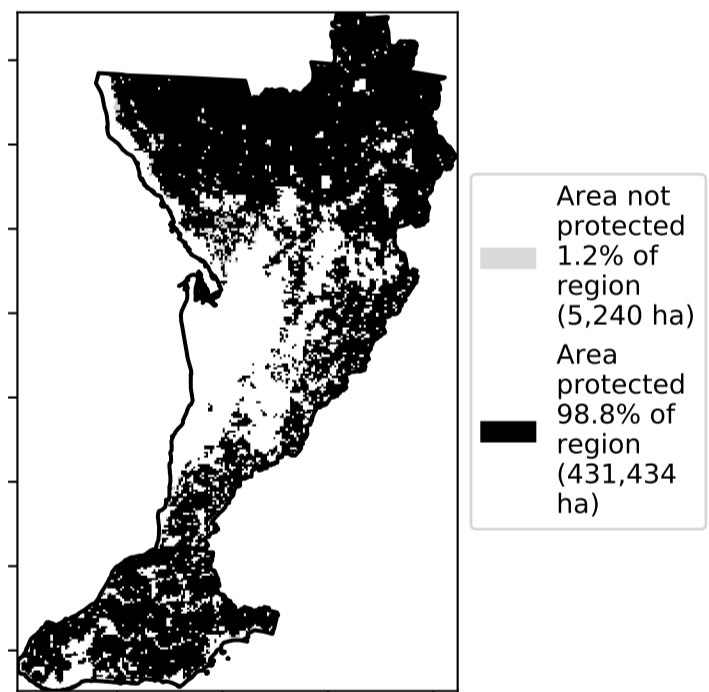 Area not
protected
1.2% of
region
(5,240 ha)
Area
protected
98.8% of
region
(431,434
ha)